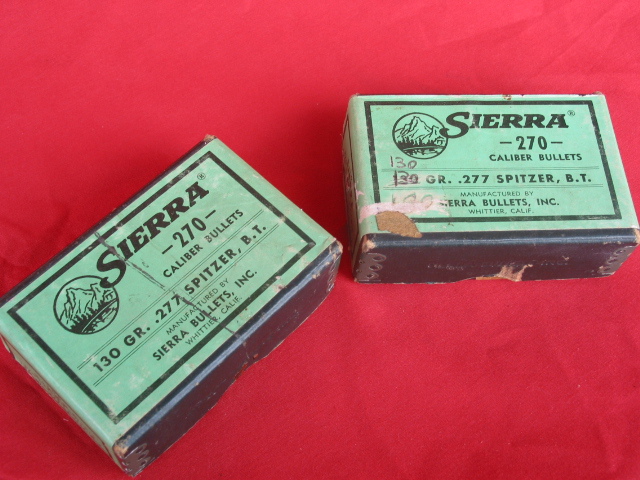 SIERRA
-270-
CALIBER BULLETS
130 GR. .277 SPITZER, B.T.
MANUFACTURED BY
SIERRA BULLETS, INC.
WHITTIER, CALIF.
SIERRA®
-270-
CALIBER BULLETS
130
130 GR. .277 SPITZER, B.T.
MANUFACTURED BY
SIERRA BULLETS, INC.
WHITTIER, CALIF.